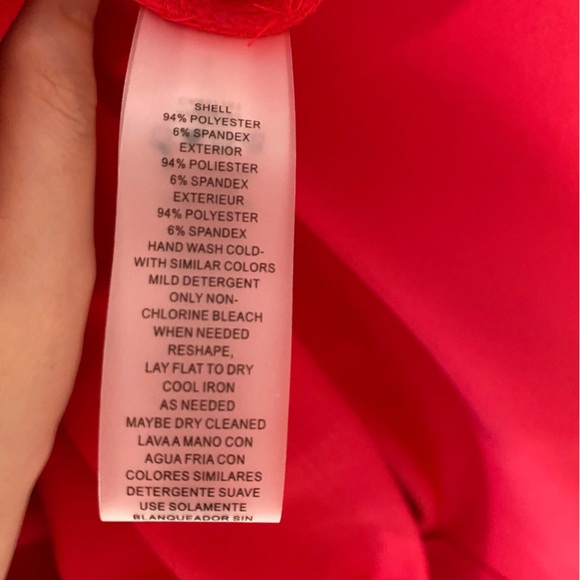 SHELL
94% POLYESTER
6% SPANDEX
EXTERIOR
94% POLIESTER
6% SPANDEX
EXTERIEUR
94% POLYESTER
6% SPANDEX
HAND WASH COLD-
WITH SIMILAR COLORS
MILD DETERGENT
ONLY NON-
CHLORINE BLEACH
WHEN NEEDED
RESHAPE,
LAY FLAT TO DRY
COOL IRON
AS NEEDED
MAYBE DRY CLEANED
LAVA A MANO CON
AGUA FRIA CON
COLORES SIMILARES
DETERGENTE SUAVE
USE SOLAMENTE
BLANQUEADOR SIN